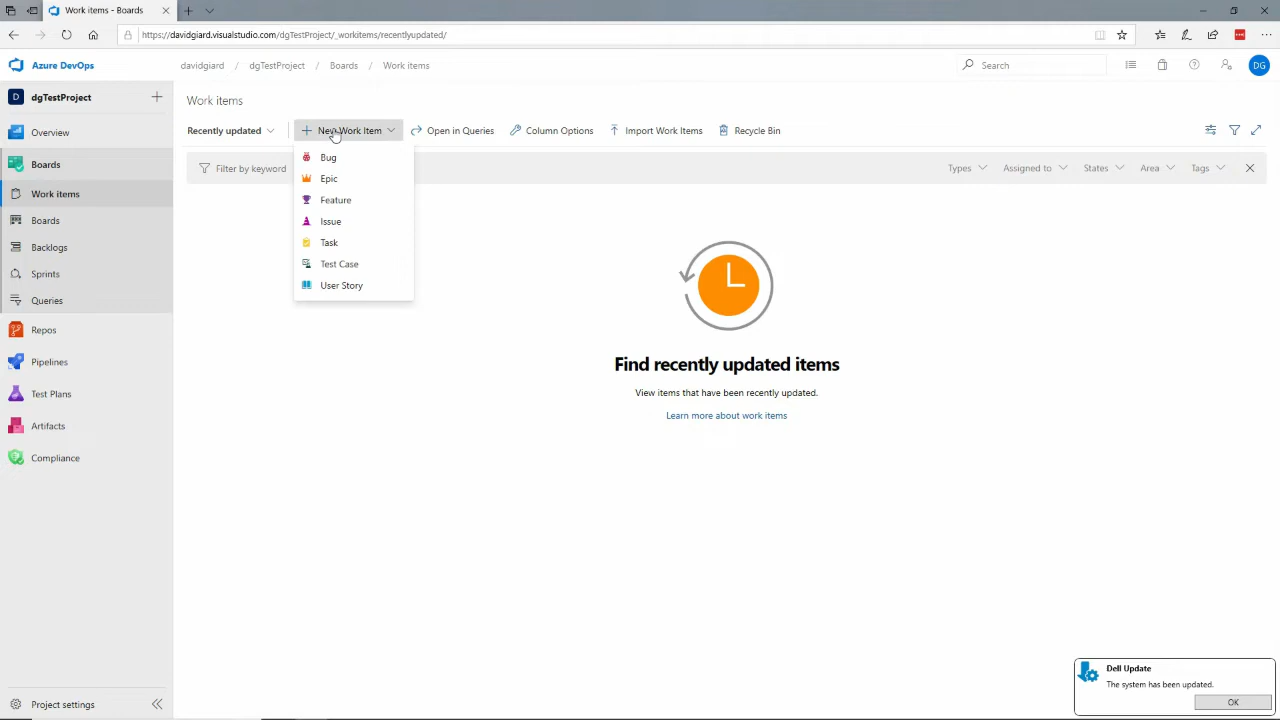 Work items - Boards
https://davidgiard.visualstudio.com/dgTestProject/_workitems/recentlyupdated/
Azure DevOps
davidgiard / dgTestProject / Boards / Work items
Search
DG
D dgTestProject
Work items
Overview
Recently updated
New Work Item
Open in Queries
Column Options
Import Work Items
Recycle Bin
Boards
Filter by keyword
Types
Assigned to
States
Area
Tags
Bug
Epic
Feature
Issue
Task
Test Case
User Story
Work items
Boards
Backlogs
Sprints
Queries
Repos
Pipelines
Test Plans
Artifacts
Compliance
Find recently updated items
View items that have been recently updated.
Learn more about work items
Project settings
Dell Update
The system has been updated.
OK